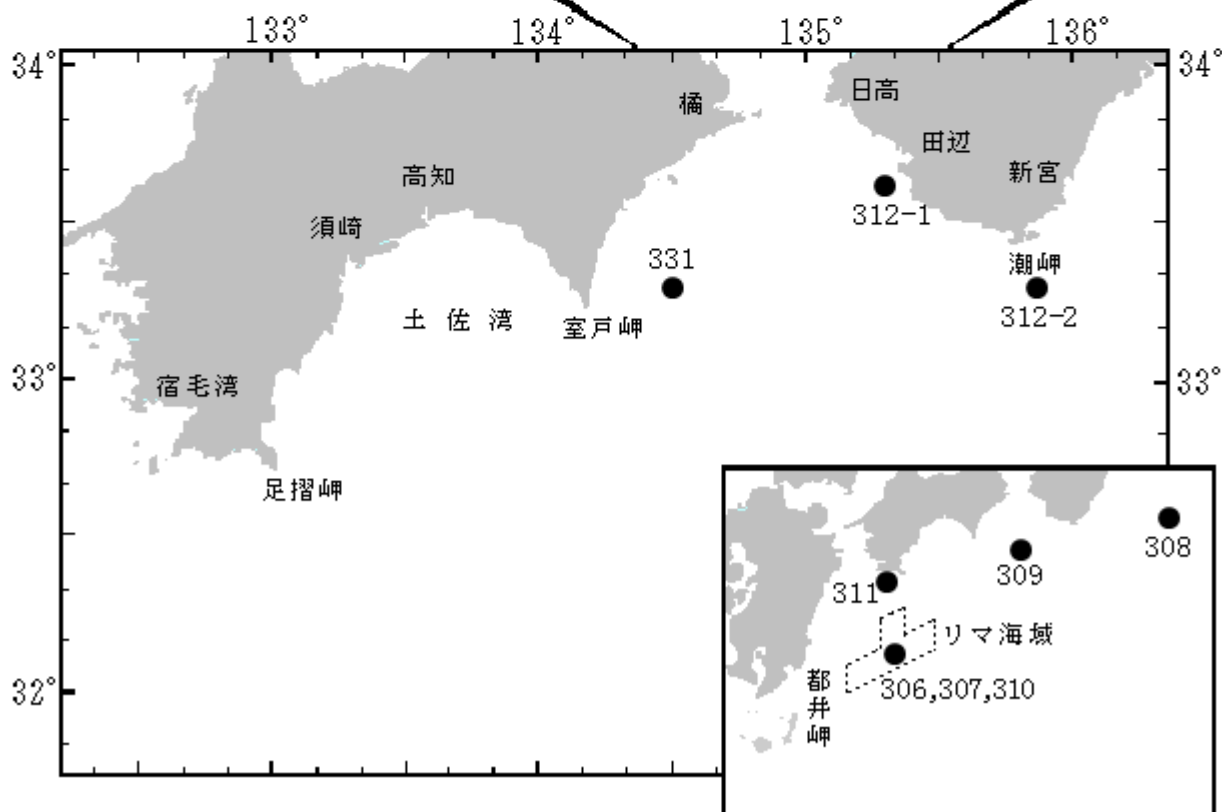 133° 134° 135° 136°
34° 34°
橘
日高
田辺
高知
新宮
312-1
須崎
331
潮岬
土佐湾
室戸岬
312-2
33° 33°
宿毛湾
足摺岬
308
309
311
リマ海域
306,307,310
都井岬
32°